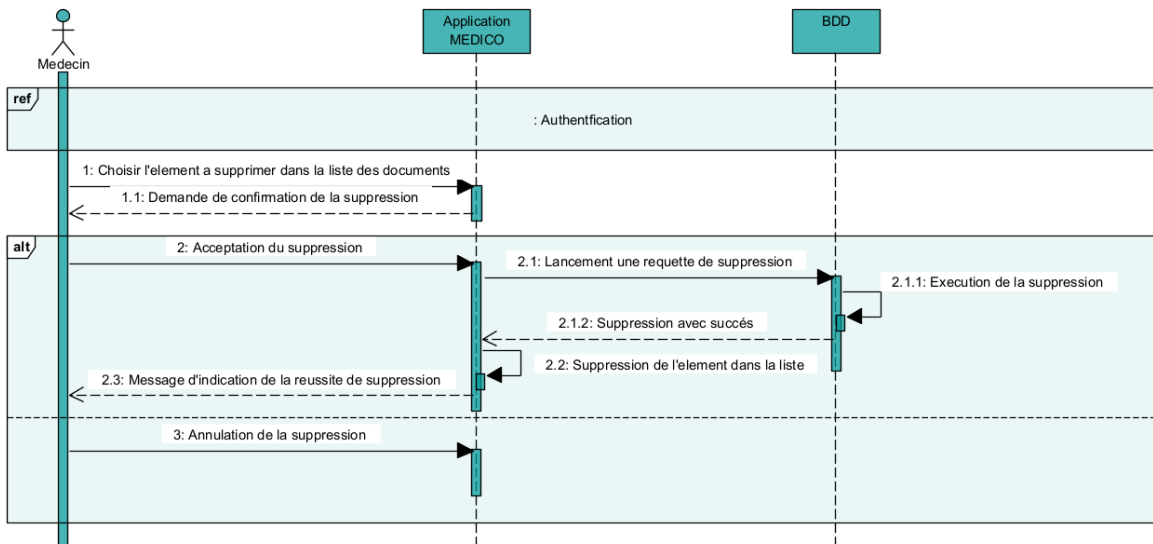 Application
MEDICO
BDD
Medecin
ref
: Authentfication
1: Choisir l'element a supprimer dans la liste des documents
1.1: Demande de confirmation de la suppression
alt
2: Acceptation du suppression
2.1: Lancement une requette de suppression
2.1.1: Execution de la suppression
2.1.2: Suppression avec succés
2.2: Suppression de l'element dans la liste
2.3: Message d'indication de la reussite de suppression
3: Annulation de la suppression